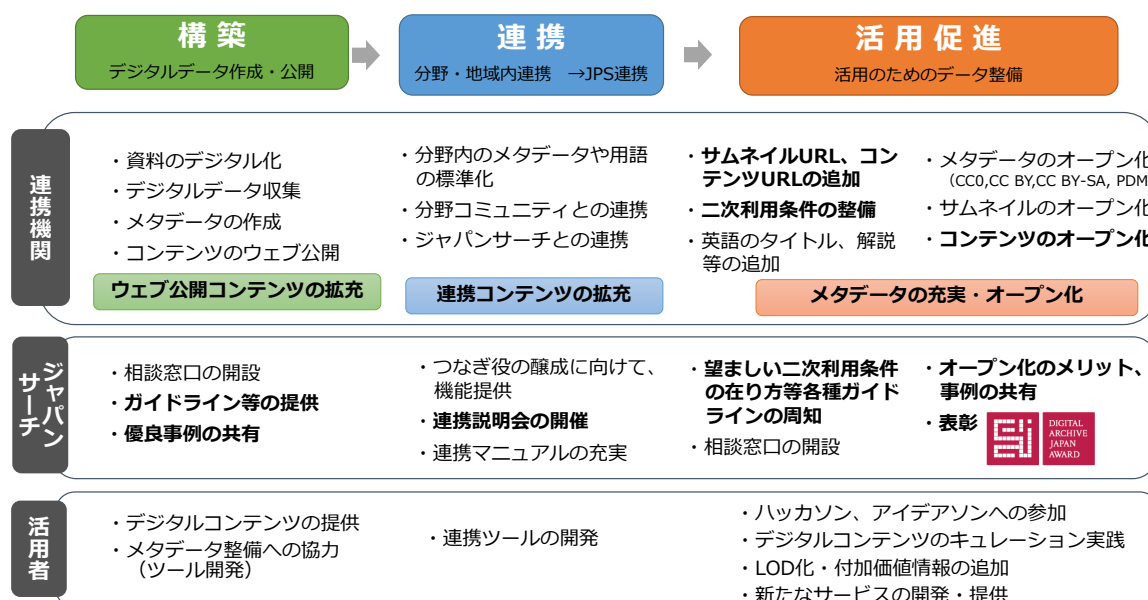 構 築
デジタルデータ作成・公開
連 携
分野・地域内連携　→JPS連携
活 用 促 進
活用のためのデータ整備
連携機関
・資料のデジタル化
・デジタルデータ収集
・メタデータの作成
・コンテンツのウェブ公開
ウェブ公開コンテンツの拡充
・分野内のメタデータや用語
の標準化
・分野コミュニティとの連携
・ジャパンサーチとの連携
連携コンテンツの拡充
・サムネイルURL、コン
テンツURLの追加
・二次利用条件の整備
・英語のタイトル、解説
等の追加
・メタデータのオープン化
（CC0,CC BY,CC BY-SA, PDM
・サムネイルのオープン化
・コンテンツのオープン化
メタデータの充実・オープン化
ジャパン
サーチ
・相談窓口の開設
・ガイドライン等の提供
・優良事例の共有
・つなぎ役の醸成に向けて、
機能提供
・連携説明会の開催
・連携マニュアルの充実
・望ましい二次利用条件
の在り方等各種ガイド
ラインの周知
・相談窓口の開設
・オープン化のメリット、
事例の共有
・表彰
DIGITAL
ARCHIVE
JAPAN
AWARD
活用者
・デジタルコンテンツの提供
・メタデータ整備への協力
（ツール開発）
・連携ツールの開発
・ハッカソン、アイデアソンへの参加
・デジタルコンテンツのキュレーション実践
・LOD化・付加価値情報の追加
・新たなサービスの開発・提供